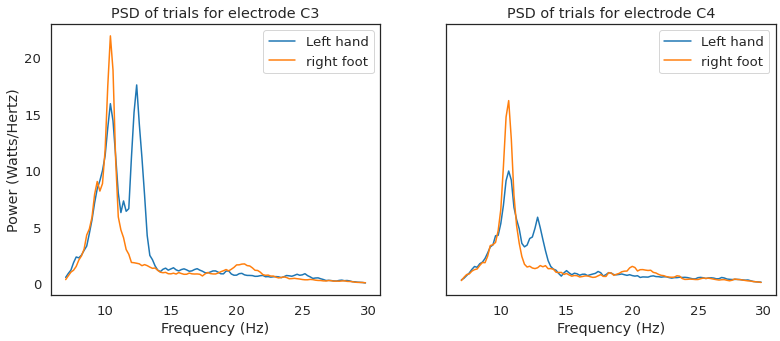 PSD of trials for electrode C3
Left hand
right foot
Power (Watts/Hertz)
20
15
10
5
0
10
15
20
25
30
Frequency (Hz)
PSD of trials for electrode C4
Left hand
right foot
10
15
20
25
30
Frequency (Hz)